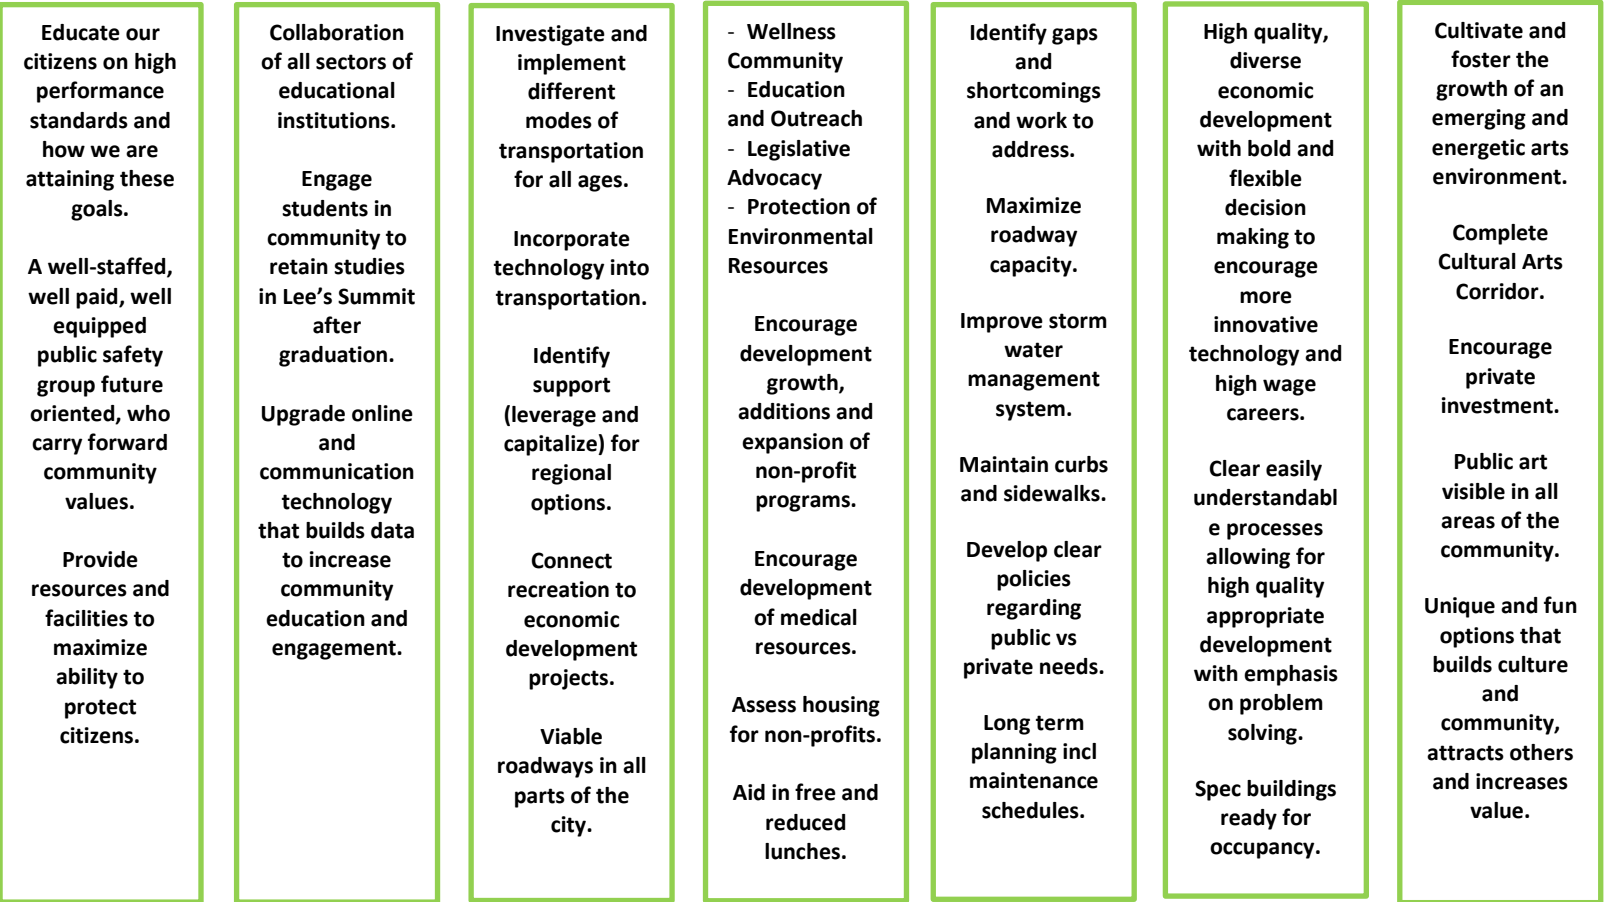 Educate our
citizens on high
performance
standards and
how we are
attaining these
goals.
A well-staffed,
well paid, well
equipped
public safety
group future
oriented, who
carry forward
community
values.
Provide
resources and
facilities to
maximize
ability to
protect
citizens.
Collaboration
of all sectors of
educational
institutions.
Engage
students in
community to
retain studies
in Lee’s Summit
after
graduation.
Upgrade online
and
communication
technology
that builds data
to increase
community
education and
engagement.
Investigate and
implement
different
modes of
transportation
for all ages.
Incorporate
technology into
transportation.
Identify
support
(leverage and
capitalize) for
regional
options.
Connect
recreation to
economic
development
projects.
Viable
roadways in all
parts of the
city.
- Wellness
Community
- Education
and Outreach
- Legislative
Advocacy
- Protection of
Environmental
Resources
Encourage
development
growth,
additions and
expansion of
non-profit
programs.
Encourage
development
of medical
resources.
Assess housing
for non-profits.
Aid in free and
reduced
lunches.
Identify gaps
and
shortcomings
and work to
address.
Maximize
roadway
capacity.
Improve storm
water
management
system.
Maintain curbs
and sidewalks.
Develop clear
policies
regarding
public vs
private needs.
Long term
planning incl
maintenance
schedules.
High quality,
diverse
economic
development
with bold and
flexible
decision
making to
encourage
more
innovative
technology and
high wage
careers.
Clear easily
understandabl
e processes
allowing for
high quality
appropriate
development
with emphasis
on problem
solving.
Spec buildings
ready for
occupancy.
Cultivate and
foster the
growth of an
emerging and
energetic arts
environment.
Complete
Cultural Arts
Corridor.
Encourage
private
investment.
Public art
visible in all
areas of the
community.
Unique and fun
options that
builds culture
and
community,
attracts others
and increases
value.